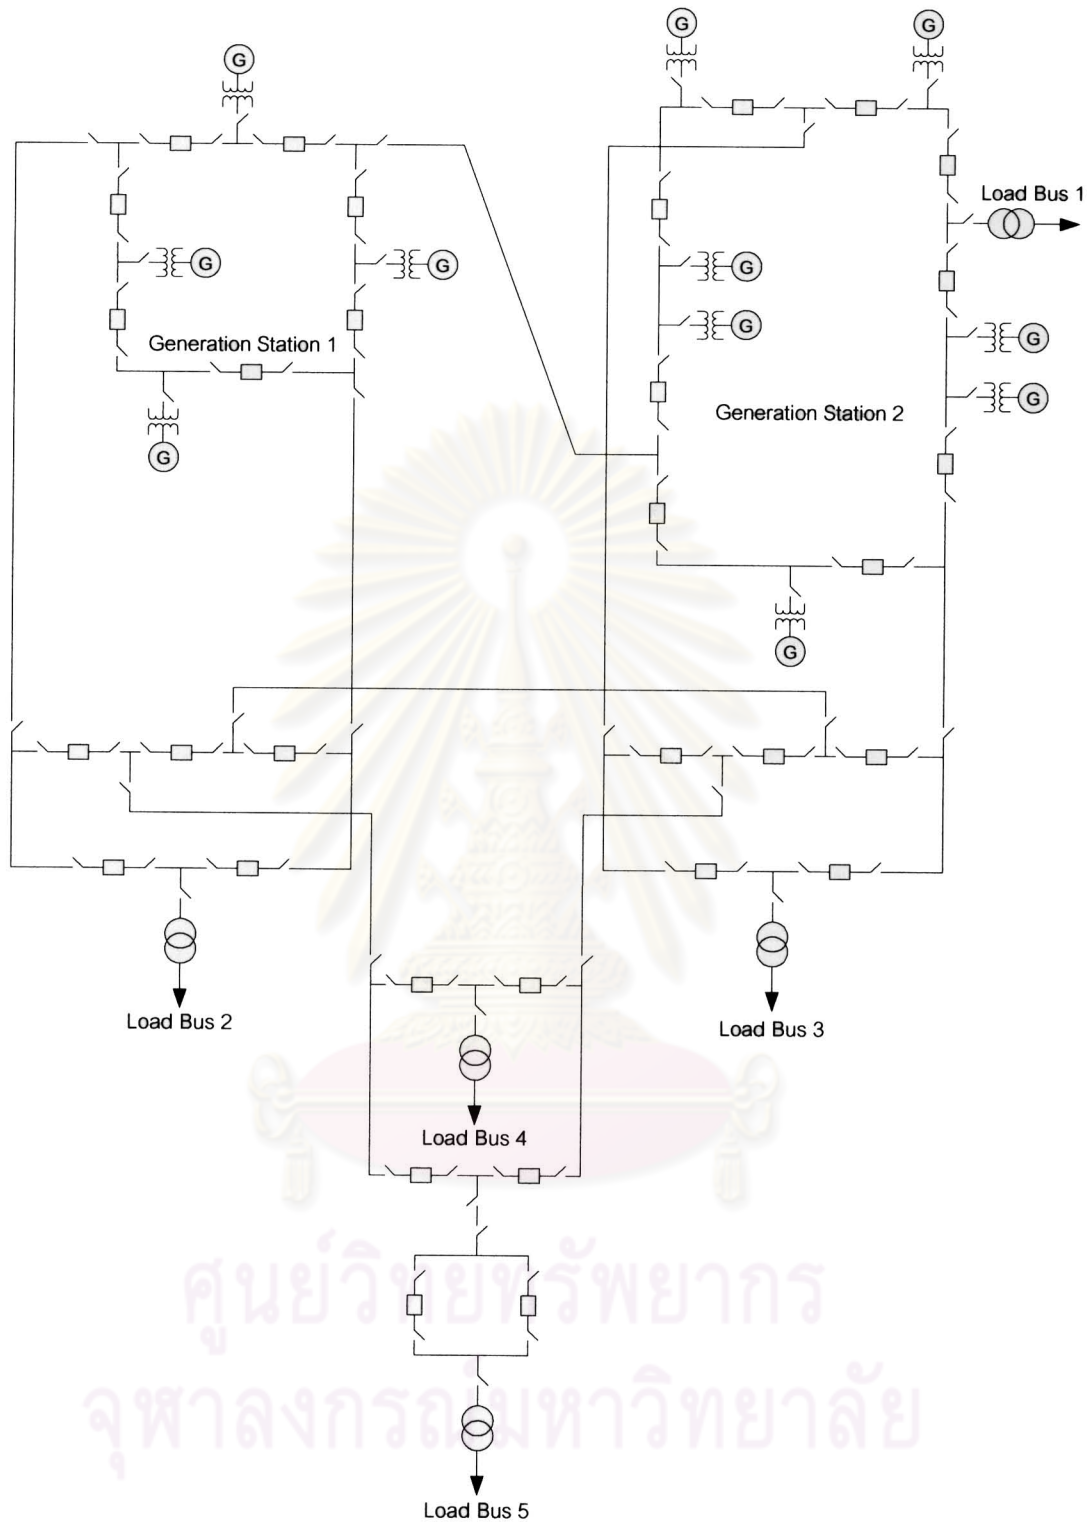 G
G
G
Load Bus 1
G
G
G
G
Generation Station 1
G
G
G
Generation Station 2
G
G
Load Bus 2
Load Bus 3
Load Bus 4
ศูนย์วิทยทรัพยากร
จุฬาลงกรณ์มหาวิทยาลัย
Load Bus 5